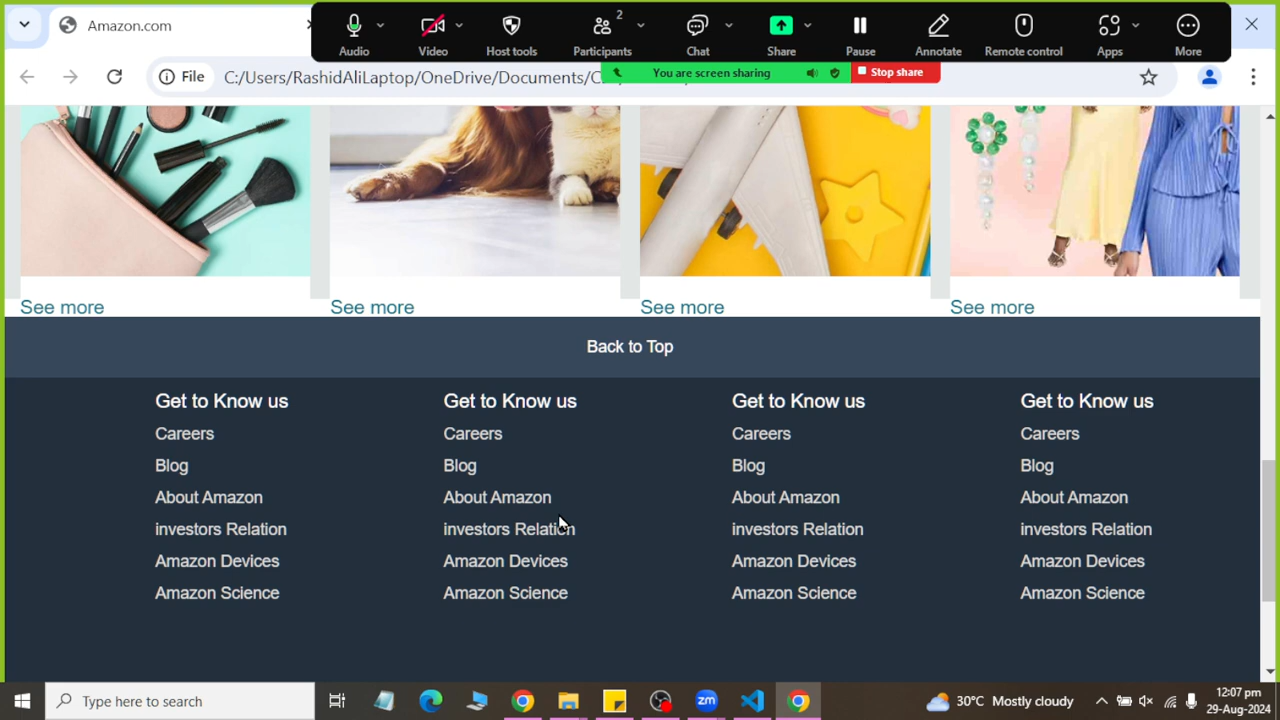 Amazon.com
2
Audio
Video
Host tools
Participants
Chat
Share
Pause
Annotate
Remote control
Apps
More
File
C:/Users/RashidAliLaptop/OneDrive/Documents/C
You are screen sharing
Stop share
See more
See more
See more
See more
Back to Top
Get to Know us
Careers
Blog
About Amazon
investors Relation
Amazon Devices
Amazon Science
Get to Know us
Careers
Blog
About Amazon
investors Relation
Amazon Devices
Amazon Science
Get to Know us
Careers
Blog
About Amazon
investors Relation
Amazon Devices
Amazon Science
Get to Know us
Careers
Blog
About Amazon
investors Relation
Amazon Devices
Amazon Science
Type here to search
zm
30°C Mostly cloudy
12:07 pm
29-Aug-2024